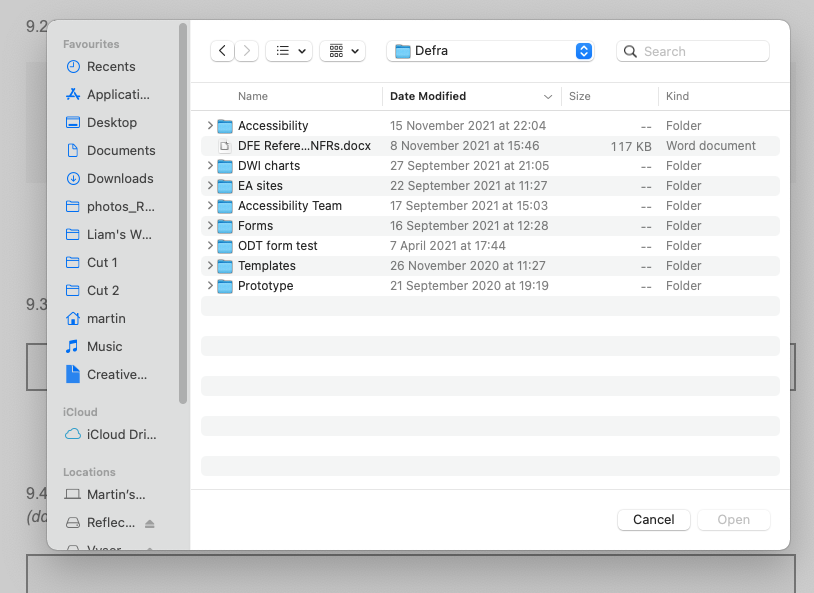 9.2
Favourites
Recents
Applicati...
Desktop
Documents
Downloads
photos_R...
Liam's W...
Cut 1
Cut 2
martin
Music
Creative...
iCloud
iCloud Dri...
Locations
Martin's...
Reflec...
Defra
Search
Name Date Modified Size Kind
Accessibility 15 November 2021 at 22:04 -- Folder
DFE Refere...NFRs.docx 8 November 2021 at 15:46 117 KB Word document
DWI charts 27 September 2021 at 21:05 -- Folder
EA sites 22 September 2021 at 11:27 -- Folder
Accessibility Team 17 September 2021 at 15:03 -- Folder
Forms 16 September 2021 at 12:28 -- Folder
ODT form test 7 April 2021 at 17:44 -- Folder
Templates 26 November 2020 at 11:27 -- Folder
Prototype 21 September 2020 at 19:19 -- Folder
9.3
9.4
Cancel Open